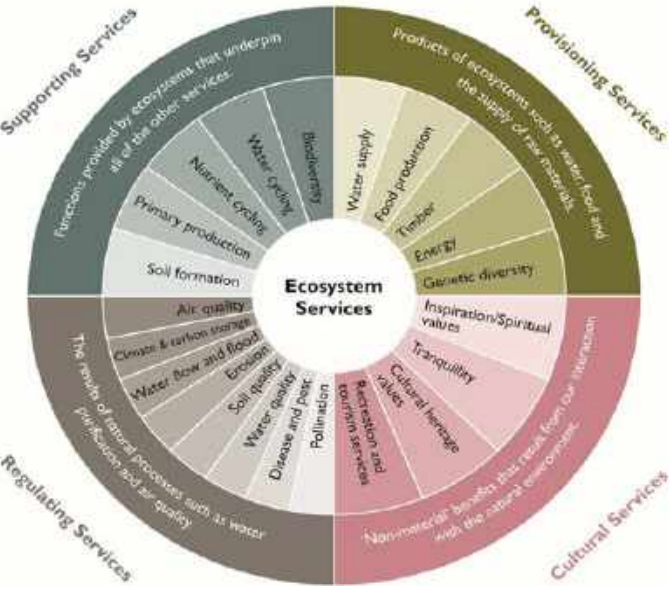 Supporting Services
Functions provided by ecosystems that underpin
all of the other services.
Biodiversity
Water cycling
Nutrient cycling
Primary production
Soil formation
Provisioning Services
Products of ecosystems such as water, food and
the supply of raw materials.
Water supply
Food production
Timber
Energy
Genetic diversity
Ecosystem
Services
Regulating Services
The results of natural processes such as water
purification and air quality
Air quality
Climate & carbon storage
Water flow and flood
Erosion
Soil quality
Water quality
Disease and pest
Pollination
Cultural Services
'Non-material' benefits that result from our interaction
with the natural environment.
Inspiration/Spiritual
values
Tranquility
Cultural heritage
values
Recreation and
tourism services